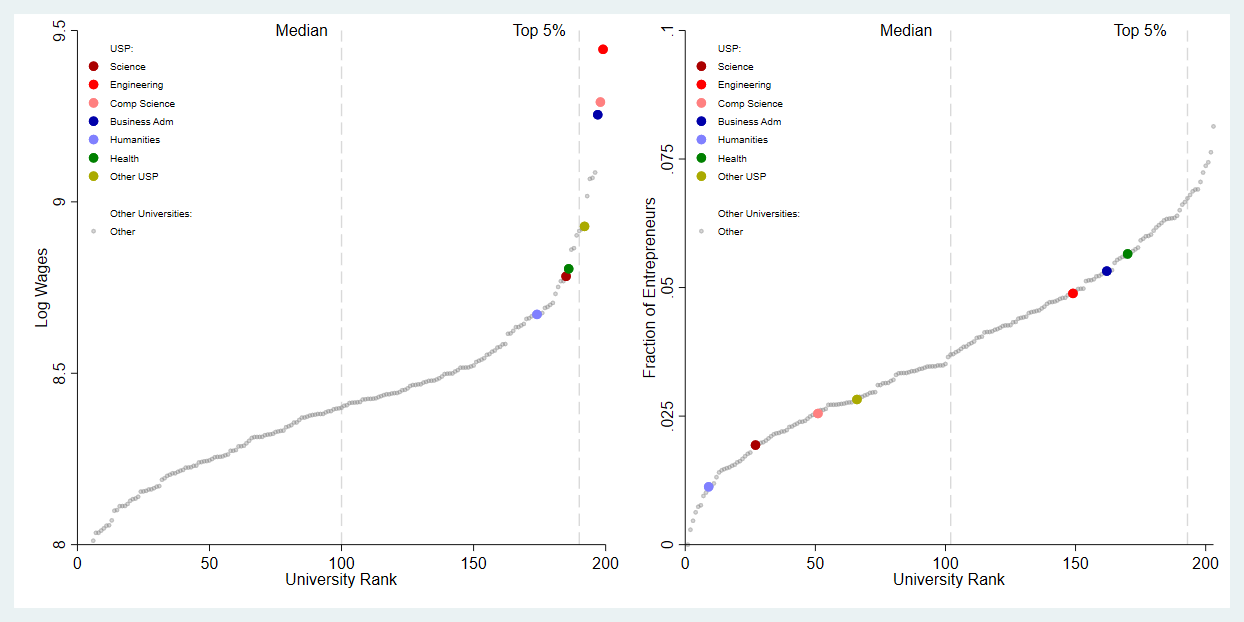 Median
Top 5%
USP:
Science
Engineering
Comp Science
Business Adm
Humanities
Health
Other USP
Other Universities:
Other
9.5
9
8.5
8
Log Wages
0
50
100
150
200
University Rank
Median
Top 5%
USP:
Science
Engineering
Comp Science
Business Adm
Humanities
Health
Other USP
Other Universities:
Other
.1
.075
.05
.025
0
Fraction of Entrepreneurs
0
50
100
150
200
University Rank